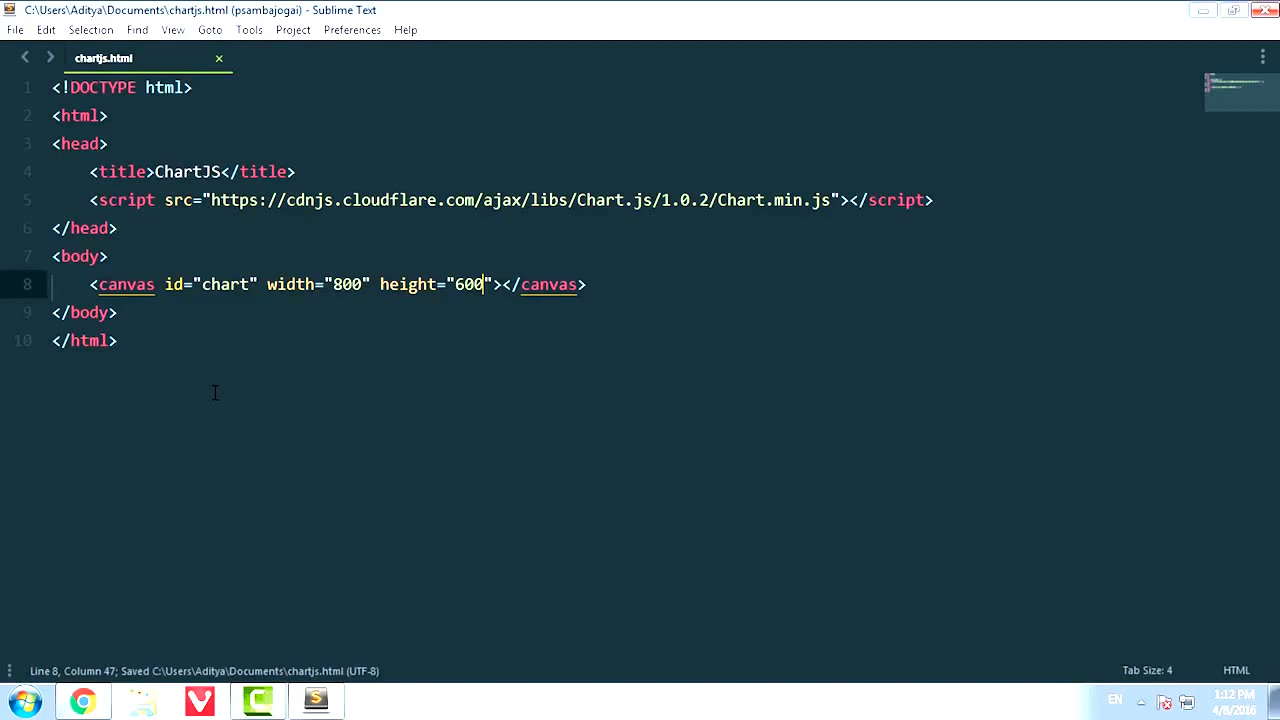 C:\Users\Aditya\Documents\chartjs.html (psambajogai) - Sublime Text
File Edit Selection Find View Goto Tools Project Preferences Help
chartjs.html
1 <!DOCTYPE html>
2 <html>
3 <head>
4 <title>ChartJS</title>
5 <script src="https://cdnjs.cloudflare.com/ajax/libs/Chart.js/1.0.2/Chart.min.js"></script>
6 </head>
7 <body>
8 <canvas id="chart" width="800" height="600"></canvas>
9 </body>
10 </html>
Line 8, Column 47; Saved C:\Users\Aditya\Documents\chartjs.html (UTF-8) Tab Size: 4 HTML
EN 1:12 PM
4/8/2016